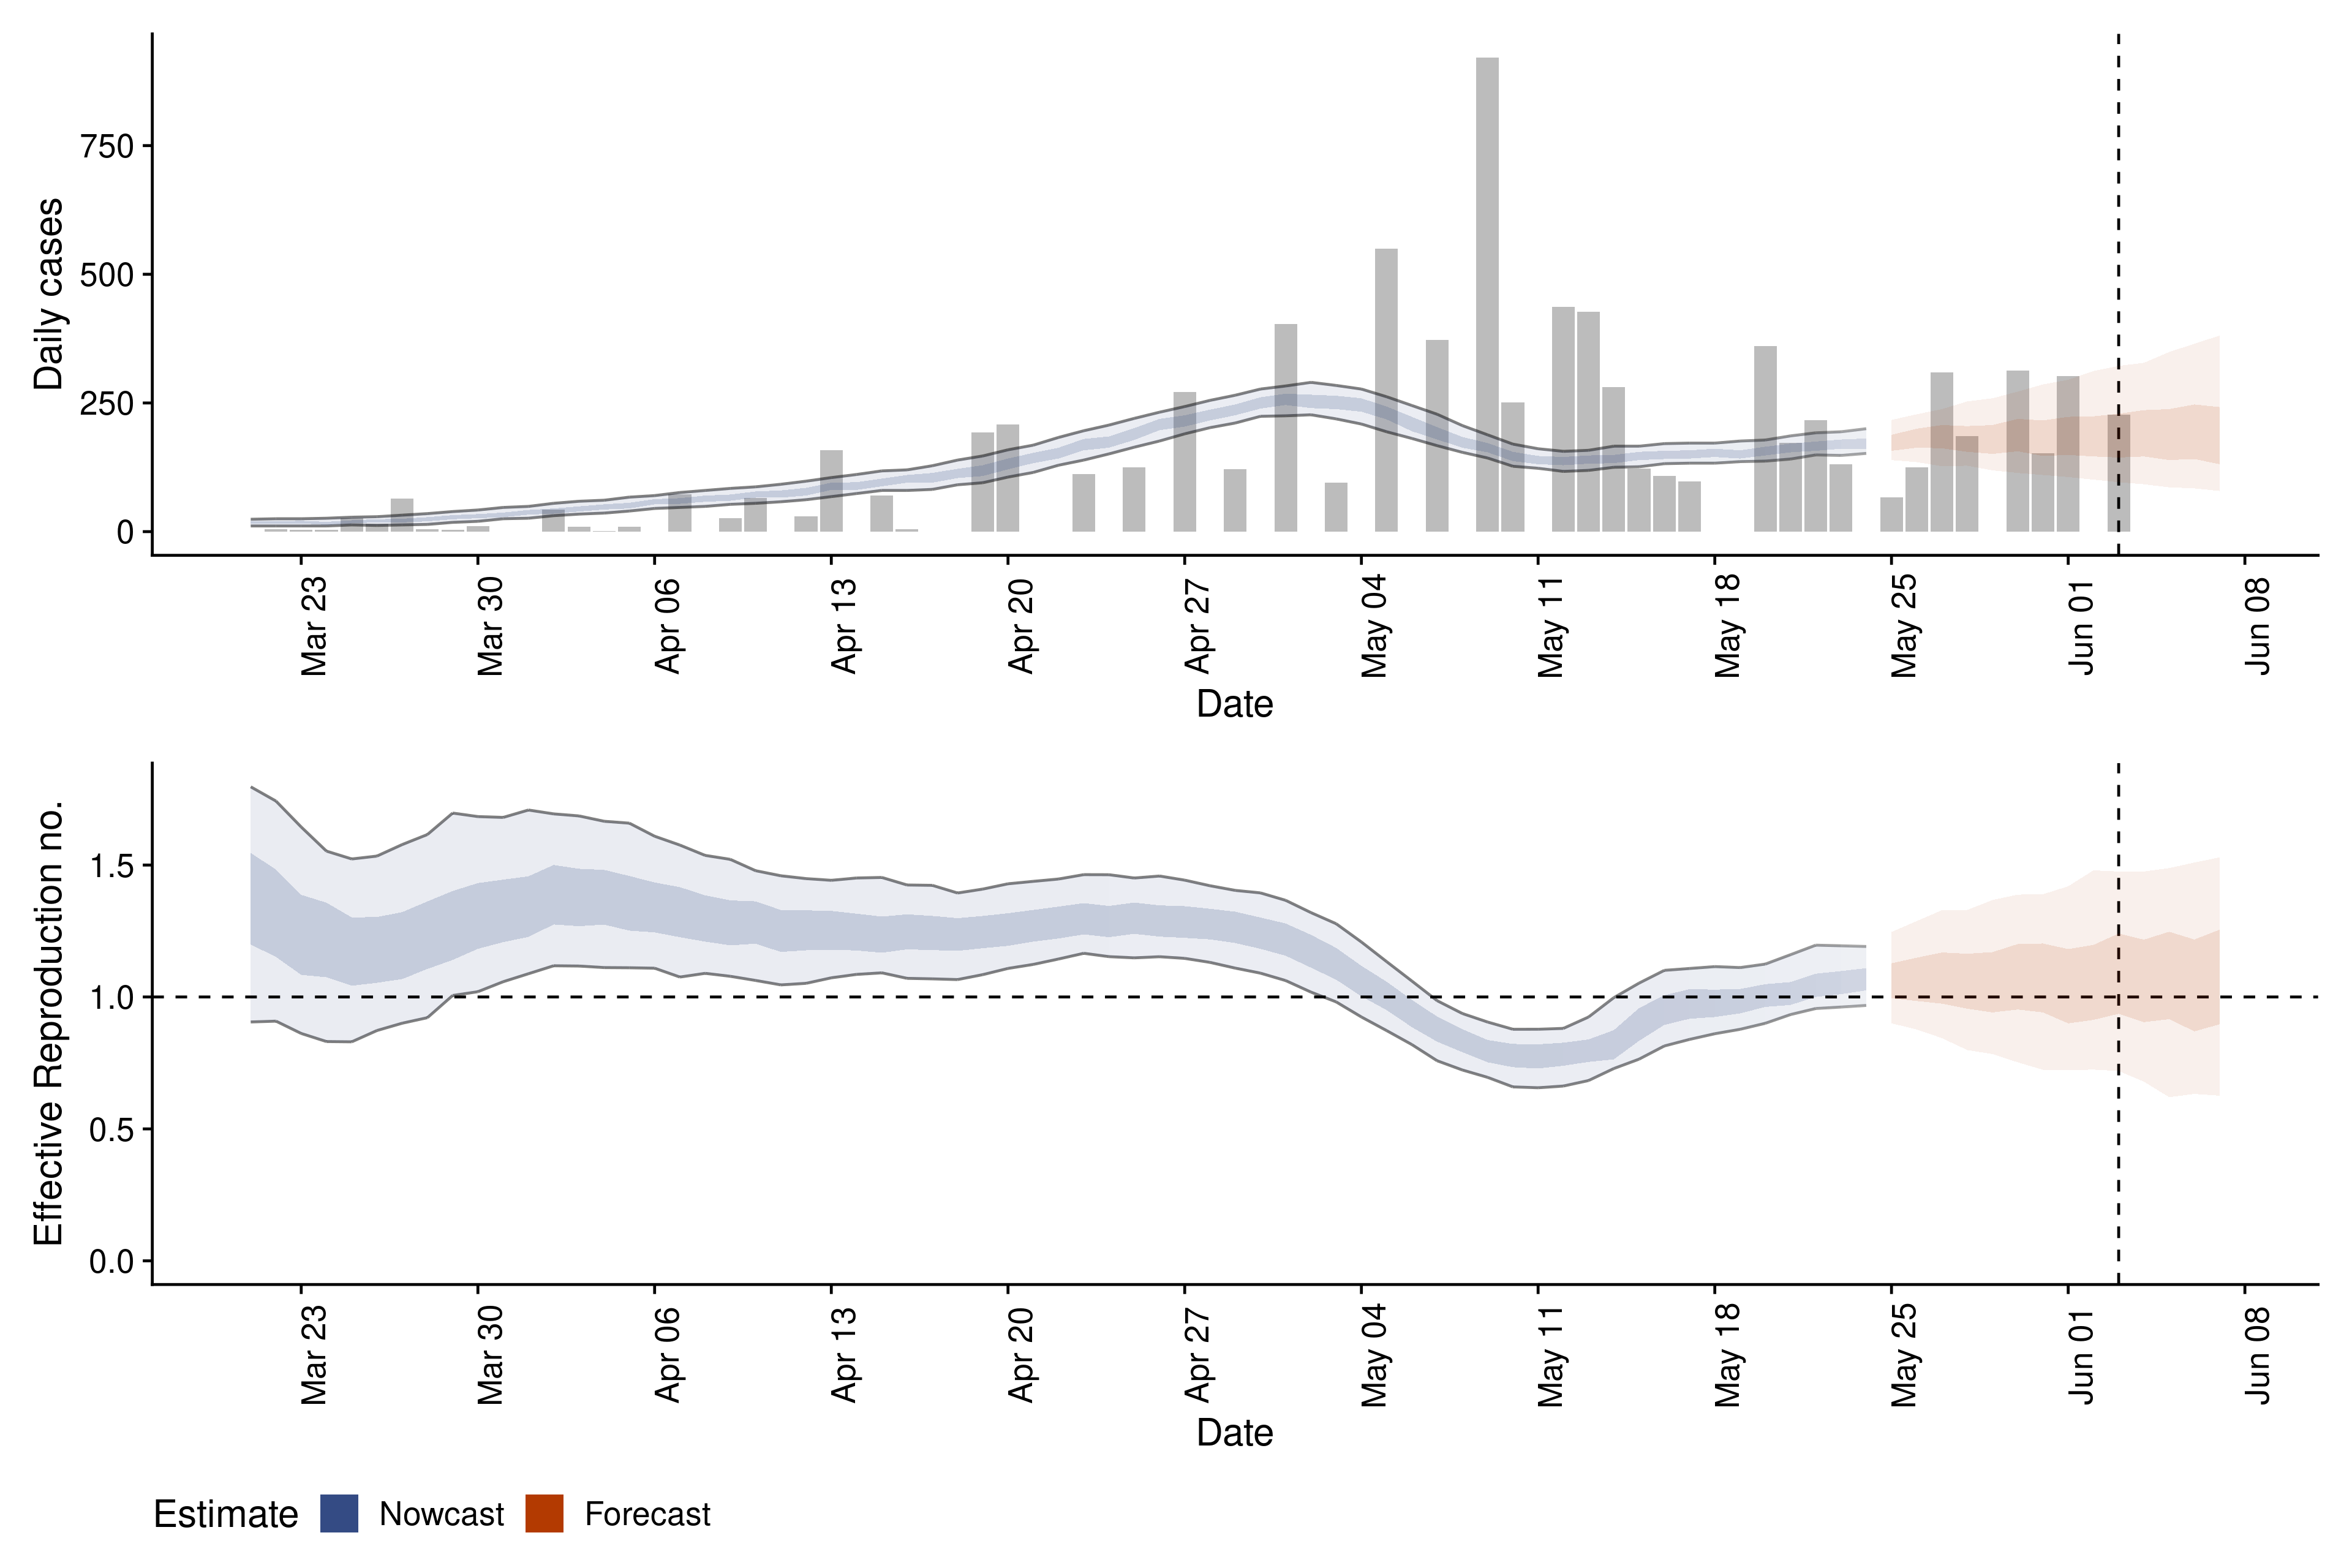 Daily cases
750
500
250
0
Mar 23
Mar 30
Apr 06
Apr 13
Apr 20
Apr 27
May 04
May 11
May 18
May 25
Jun 01
Jun 08
Date
Effective Reproduction no.
1.5
1.0
0.5
0.0
Mar 23
Mar 30
Apr 06
Apr 13
Apr 20
Apr 27
May 04
May 11
May 18
May 25
Jun 01
Jun 08
Date
Estimate Nowcast Forecast